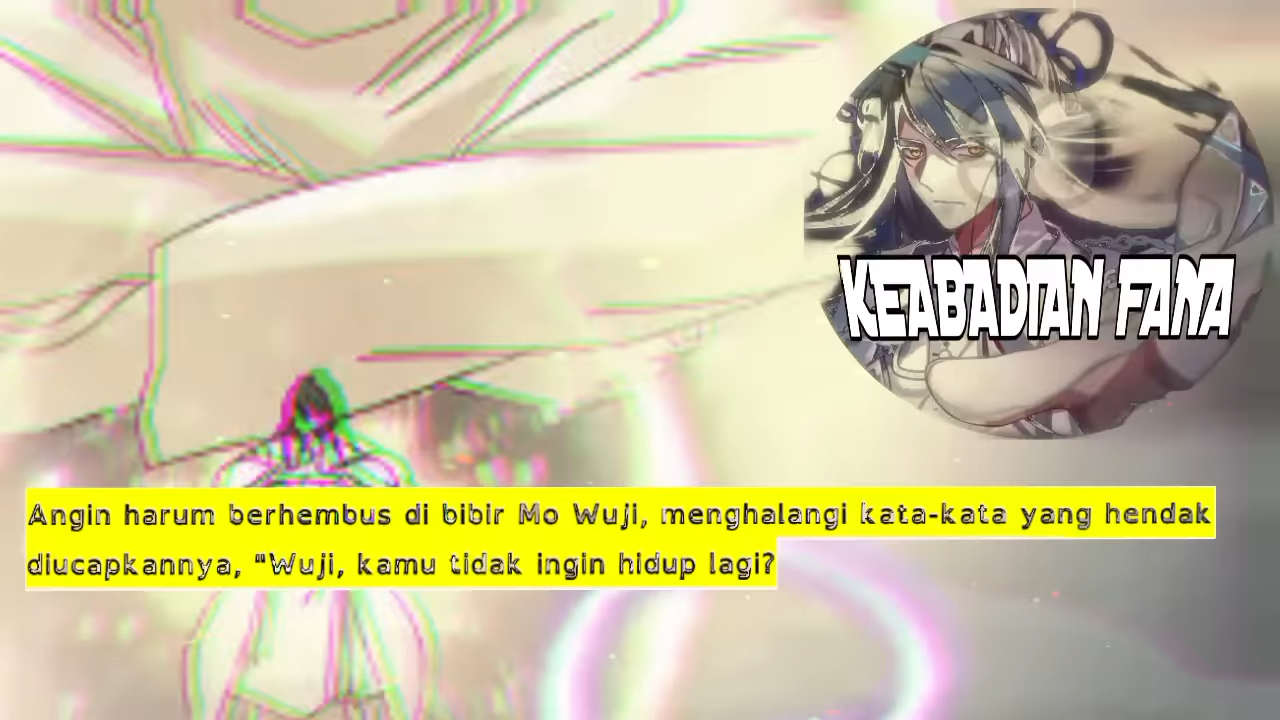 KEABADIAN FANA
Angin harum berhembus di bibir Mo Wuji, menghalangi kata-kata yang hendak
diucapkannya, "Wuji, kamu tidak ingin hidup lagi?